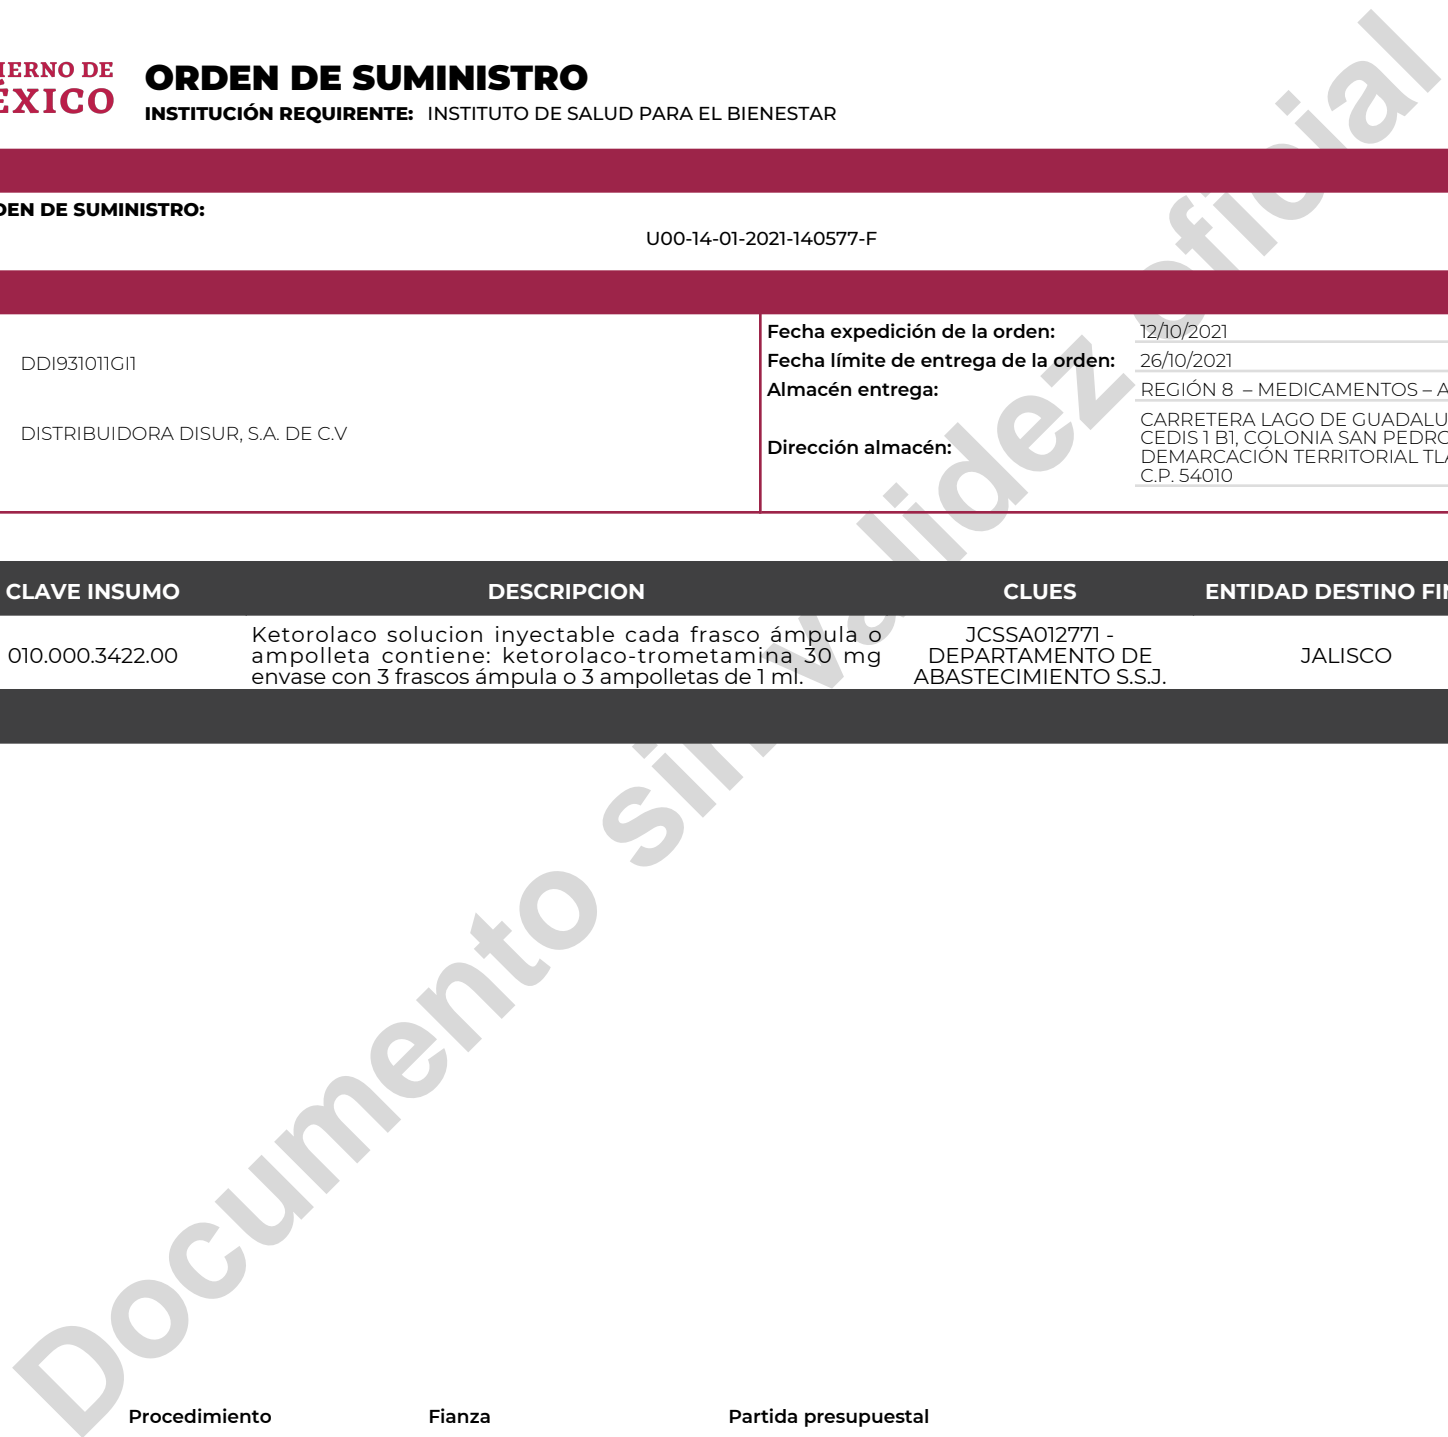 IERNO DE
ÉXICO
ORDEN DE SUMINISTRO
INSTITUCIÓN REQUIRENTE: INSTITUTO DE SALUD PARA EL BIENESTAR
DEN DE SUMINISTRO:
U00-14-01-2021-140577-F
DDI931011GI1
DISTRIBUIDORA DISUR, S.A. DE C.V
Fecha expedición de la orden: 12/10/2021
Fecha límite de entrega de la orden: 26/10/2021
Almacén entrega: REGIÓN 8 – MEDICAMENTOS – A
Dirección almacén:
CARRETERA LAGO DE GUADALU
CEDIS 1 B1, COLONIA SAN PEDRO
DEMARCACIÓN TERRITORIAL TLA
C.P. 54010
CLAVE INSUMO DESCRIPCION CLUES ENTIDAD DESTINO FIN
010.000.3422.00
Ketorolaco solucion inyectable cada frasco ámpula o
ampolleta contiene: ketorolaco-trometamina 30 mg
envase con 3 frascos ámpula o 3 ampolletas de 1 ml.
JCSSA012771 -
DEPARTAMENTO DE
ABASTECIMIENTO S.S.J.
JALISCO
Documento sin validez oficial
Procedimiento Fianza Partida presupuestal